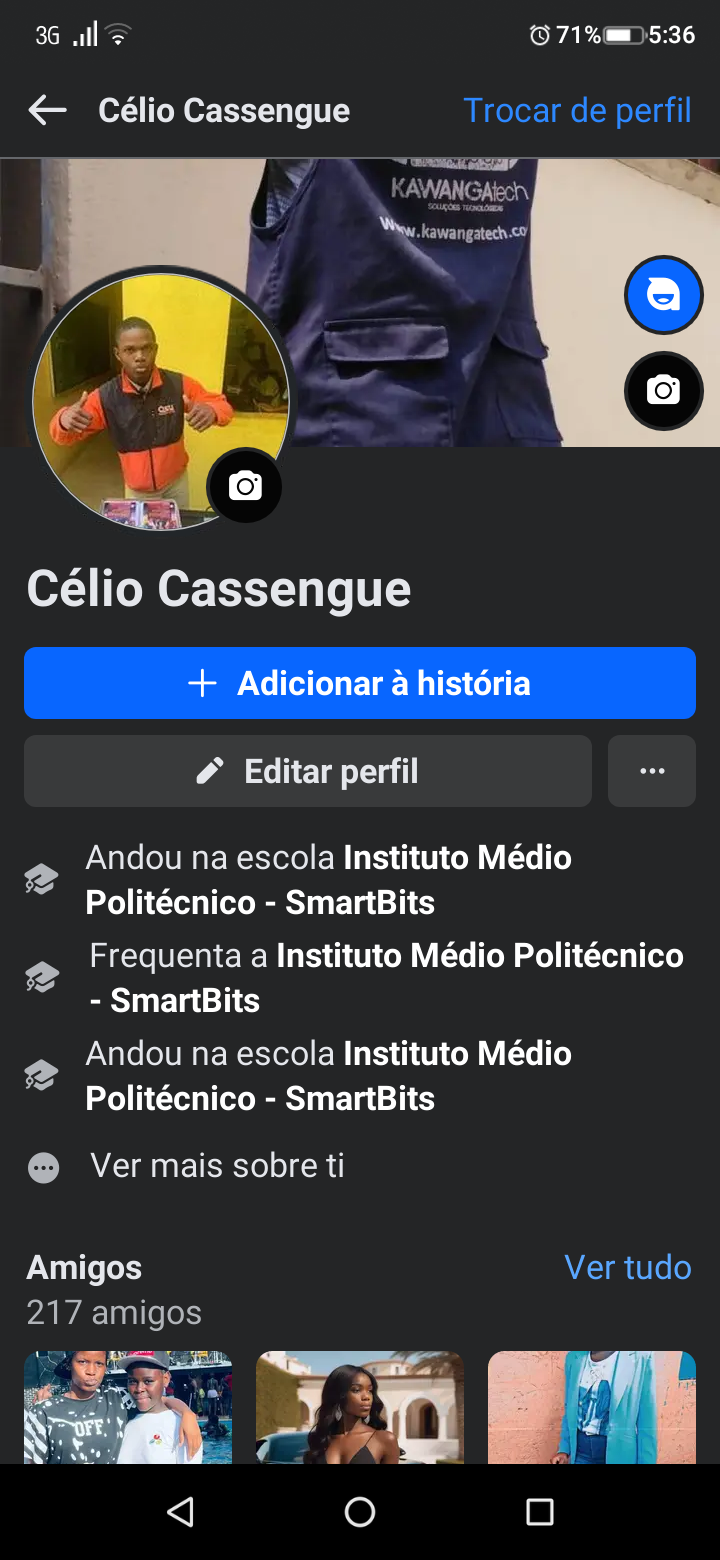 3G
71%
5:36
Célio Cassengue
Trocar de perfil
KAWANGAtech
SOLUÇÕES TECNOLÓGICAS
Www.kawangatech.co
Célio Cassengue
Adicionar à história
Editar perfil
Andou na escola Instituto Médio
Politécnico - SmartBits
Frequenta a Instituto Médio Politécnico
- SmartBits
Andou na escola Instituto Médio
Politécnico - SmartBits
Ver mais sobre ti
Amigos
Ver tudo
217 amigos
OFF.